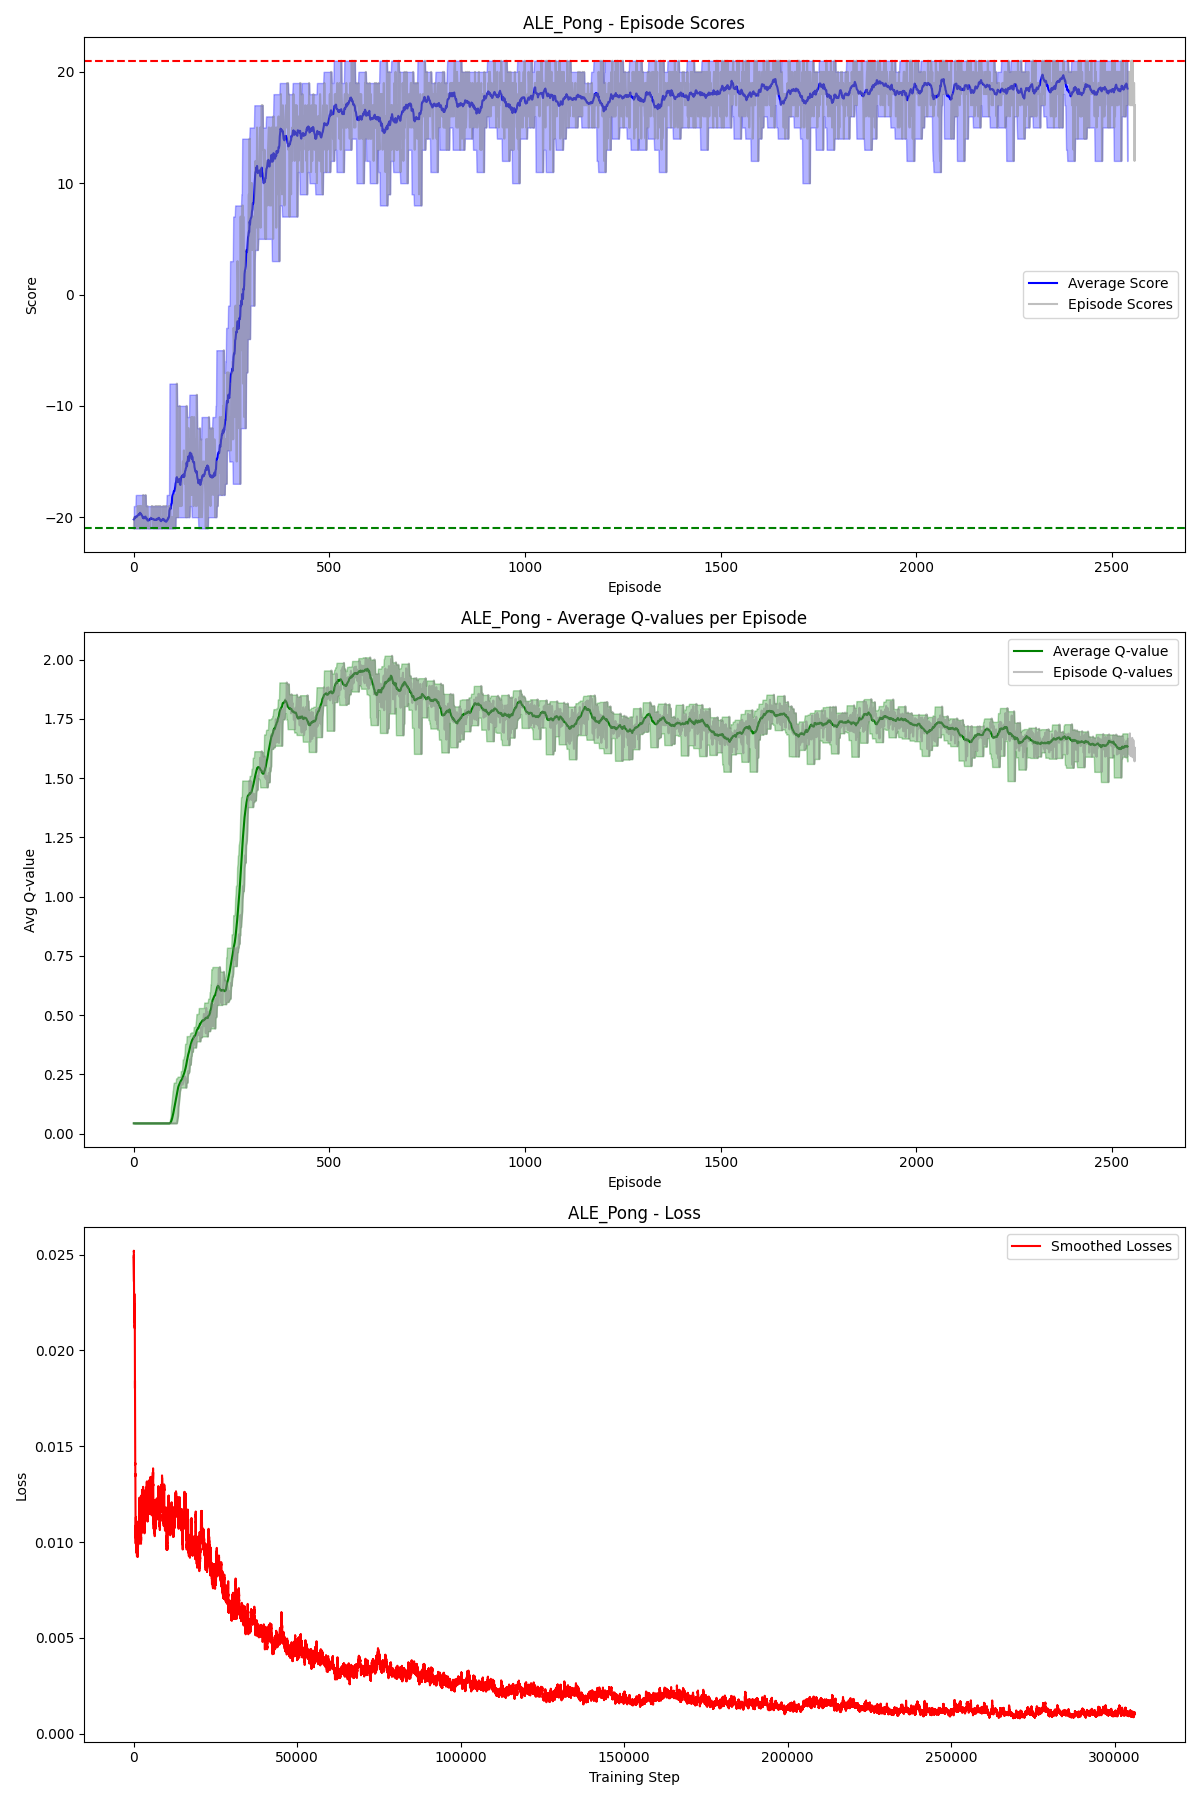 ALE_Pong - Episode Scores
20
10
0
−10
−20
Score
Average Score
Episode Scores
0 500 1000 1500 2000 2500
Episode
ALE_Pong - Average Q-values per Episode
2.00
1.75
1.50
1.25
1.00
0.75
0.50
0.25
0.00
Avg Q-value
Average Q-value
Episode Q-values
0 500 1000 1500 2000 2500
Episode
ALE_Pong - Loss
0.025
0.020
0.015
0.010
0.005
0.000
Loss
Smoothed Losses
0 50000 100000 150000 200000 250000 300000
Training Step